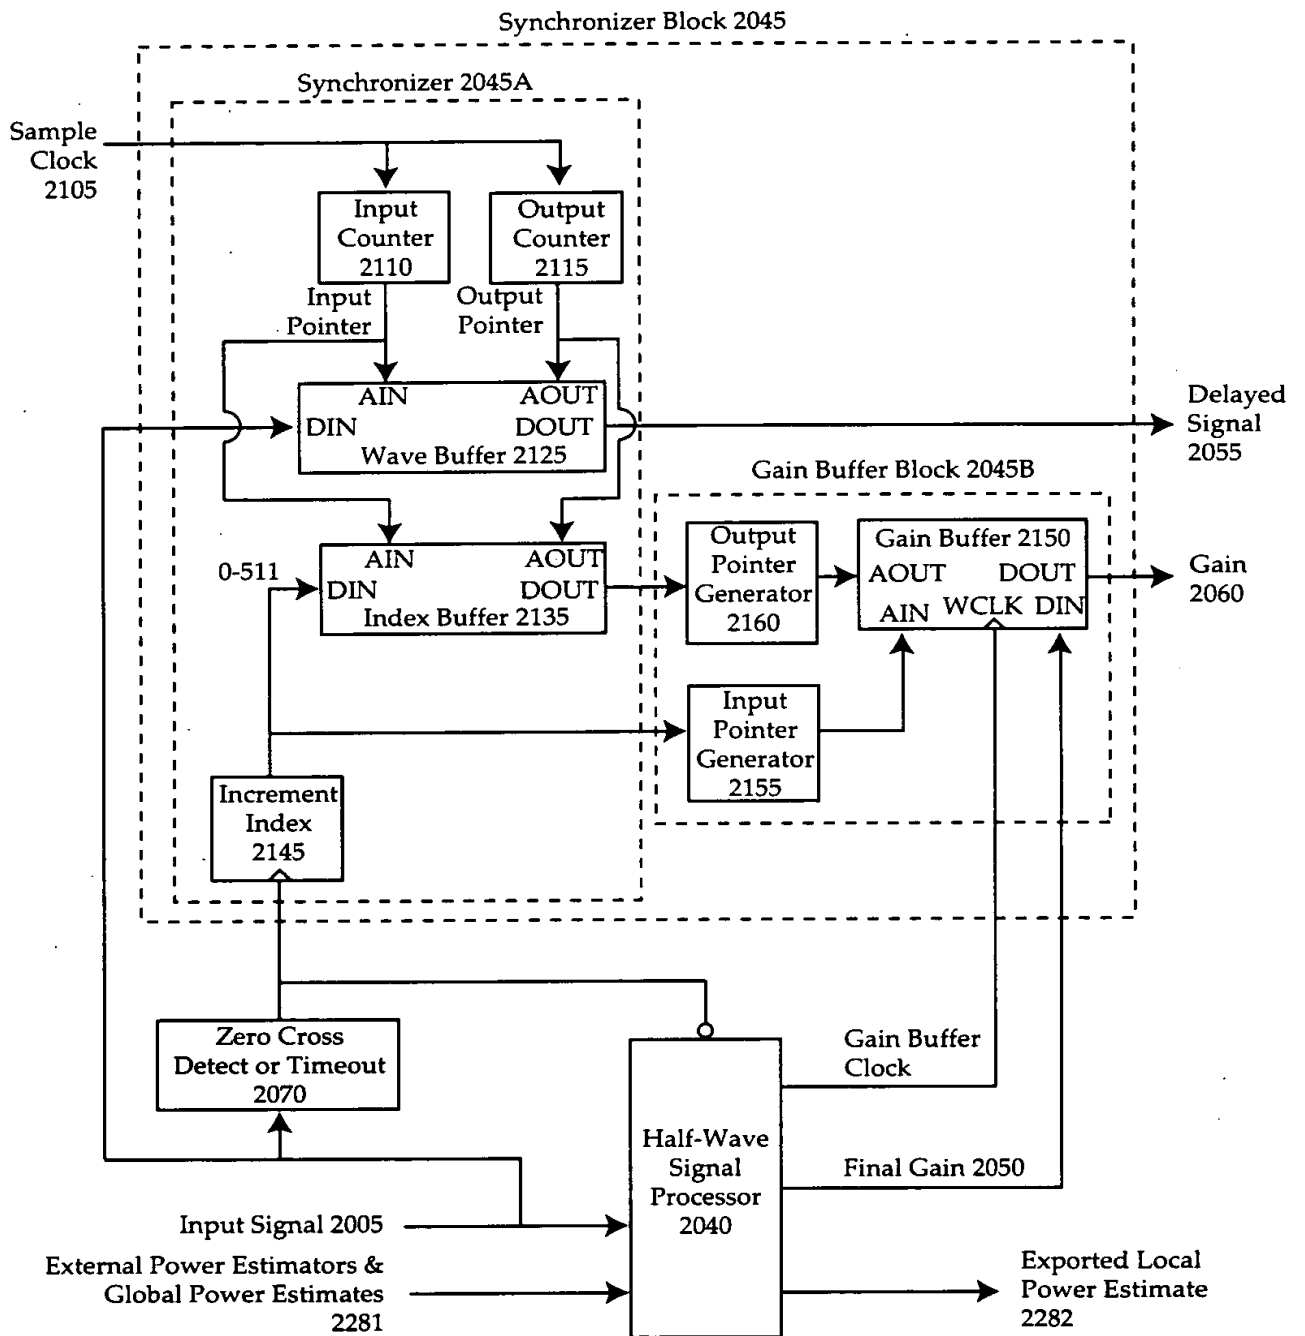 Synchronizer Block 2045
Synchronizer 2045A
Sample
Clock
2105
Input
Counter
2110
Output
Counter
2115
Input
Pointer
Output
Pointer
AIN
AOUT
DIN
DOUT
Wave Buffer 2125
Delayed
Signal
2055
Gain Buffer Block 2045B
0-511
AIN
AOUT
DIN
DOUT
Index Buffer 2135
Output
Pointer
Generator
2160
Gain Buffer 2150
AOUT
DOUT
AIN
WCLK
DIN
Gain
2060
Input
Pointer
Generator
2155
Increment
Index
2145
Zero Cross
Detect or Timeout
2070
Gain Buffer
Clock
Half-Wave
Signal
Processor
2040
Final Gain 2050
Input Signal 2005
External Power Estimators &
Global Power Estimates
2281
Exported Local
Power Estimate
2282